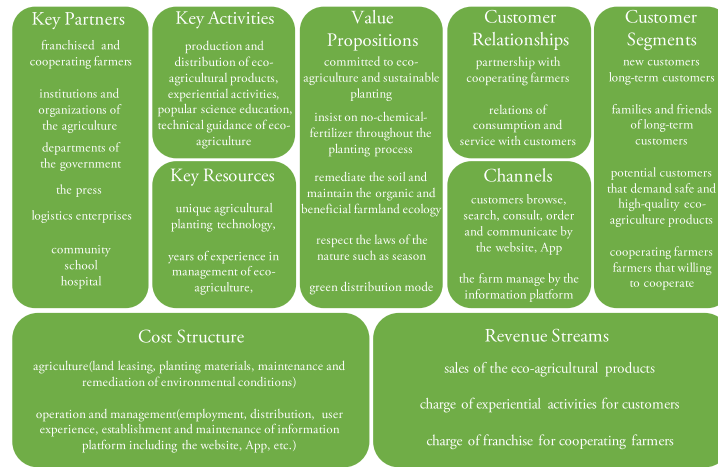 Key Partners
franchised and
cooperating farmers
institutions and
organizations of
the agriculture
departments of
the government
the press
logistics enterprises
community
school
hospital
Key Activities
production and
distribution of eco-
agricultural products,
experiential activities,
popular science education,
technical guidance of eco-
agriculture
Key Resources
unique agricultural
planting technology,
years of experience in
management of eco-
agriculture,
Value
Propositions
committed to eco-
agriculture and sustainable
planting
insist on no-chemical-
fertilizer throughout the
planting process
remediate the soil and
maintain the organic and
beneficial farmland ecology
respect the laws of the
nature such as season
green distribution mode
Customer
Relationships
partnership with
cooperating farmers
relations of
consumption and
service with customers
Channels
customers browse,
search, consult, order
and communicate by
the website, App
the farm manage by the
information platform
Customer
Segments
new customers
long-term customers
families and friends
of long-term
customers
potential customers
that demand safe and
high-quality eco-
agriculture products
cooperating farmers
farmers that willing
to cooperate
Cost Structure
agriculture(land leasing, planting materials, maintenance and
remediation of environmental conditions)
operation and management(employment, distribution, user
experience, establishment and maintenance of information
platform including the website, App, etc.)
Revenue Streams
sales of the eco-agricultural products
charge of experiential activities for customers
charge of franchise for cooperating farmers